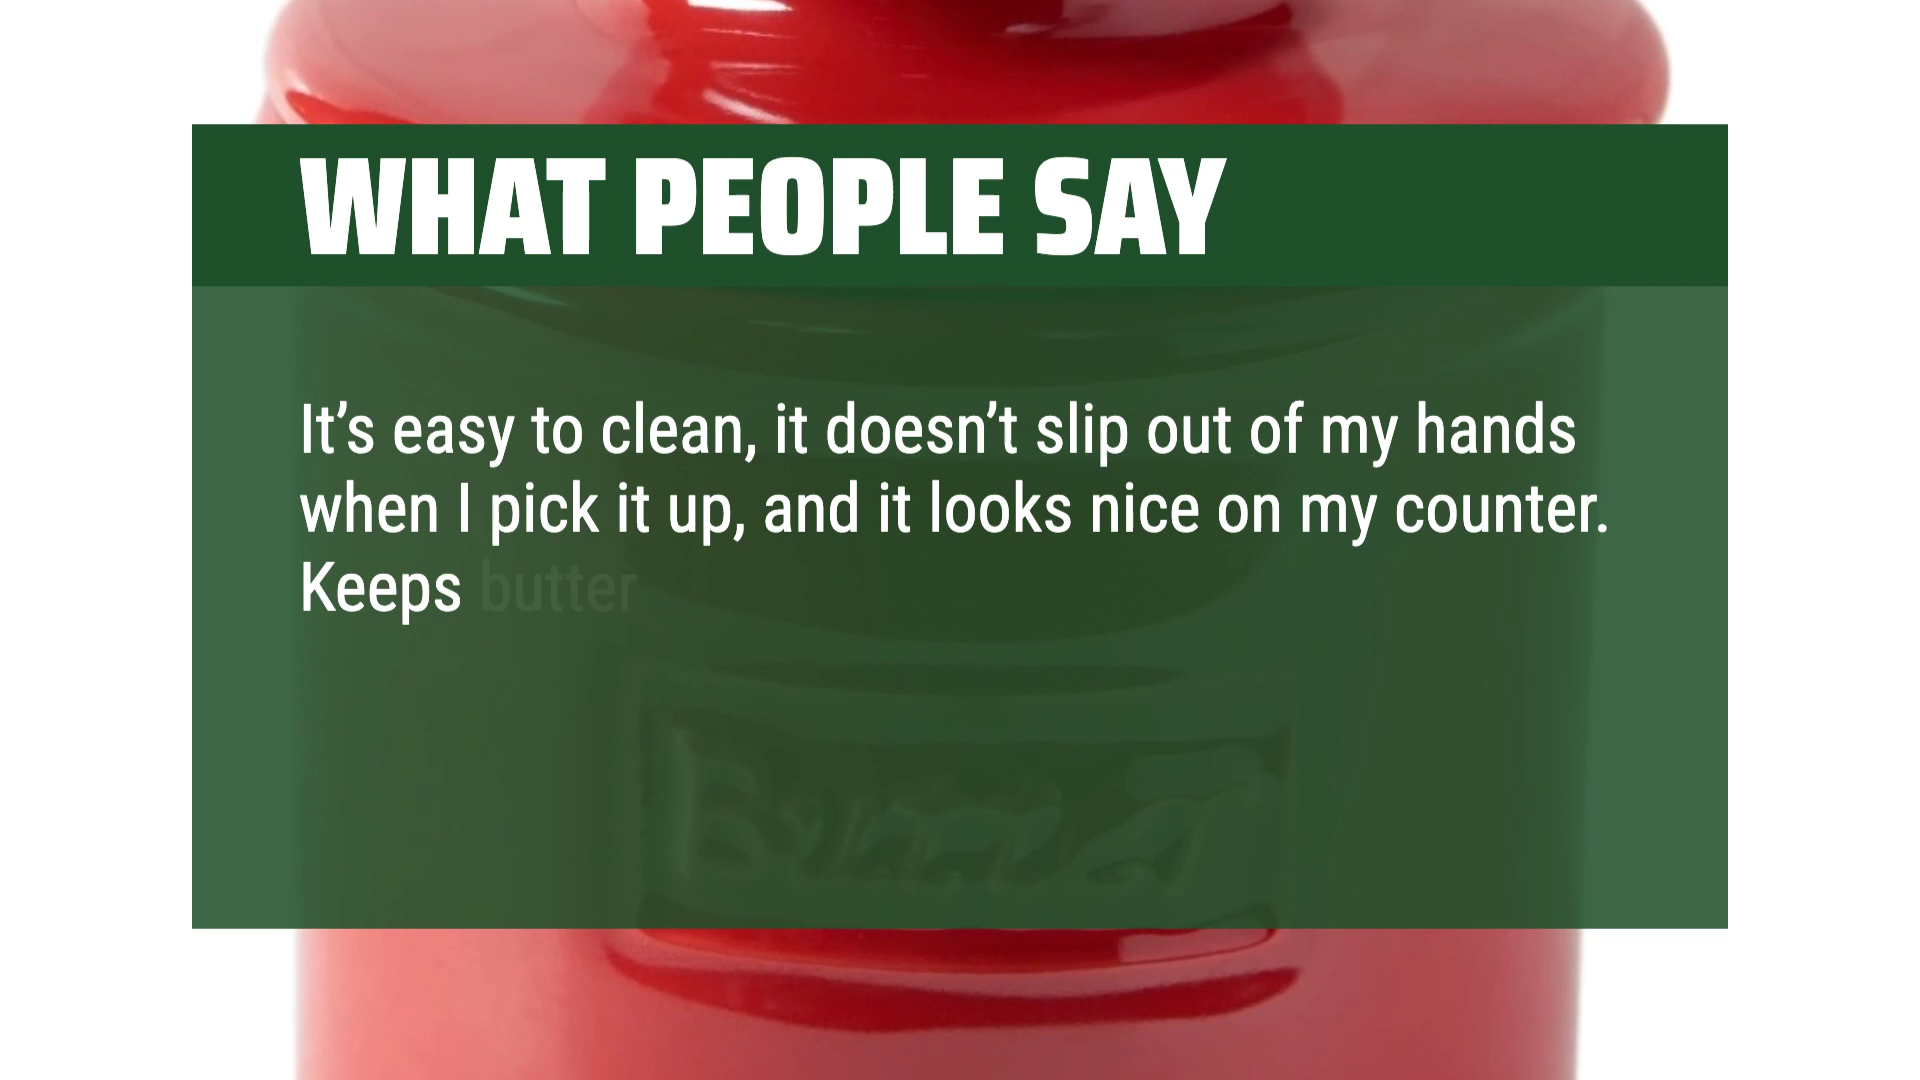 WHAT PEOPLE SAY
It’s easy to clean, it doesn’t slip out of my hands
when I pick it up, and it looks nice on my counter.
Keeps butter
Butter